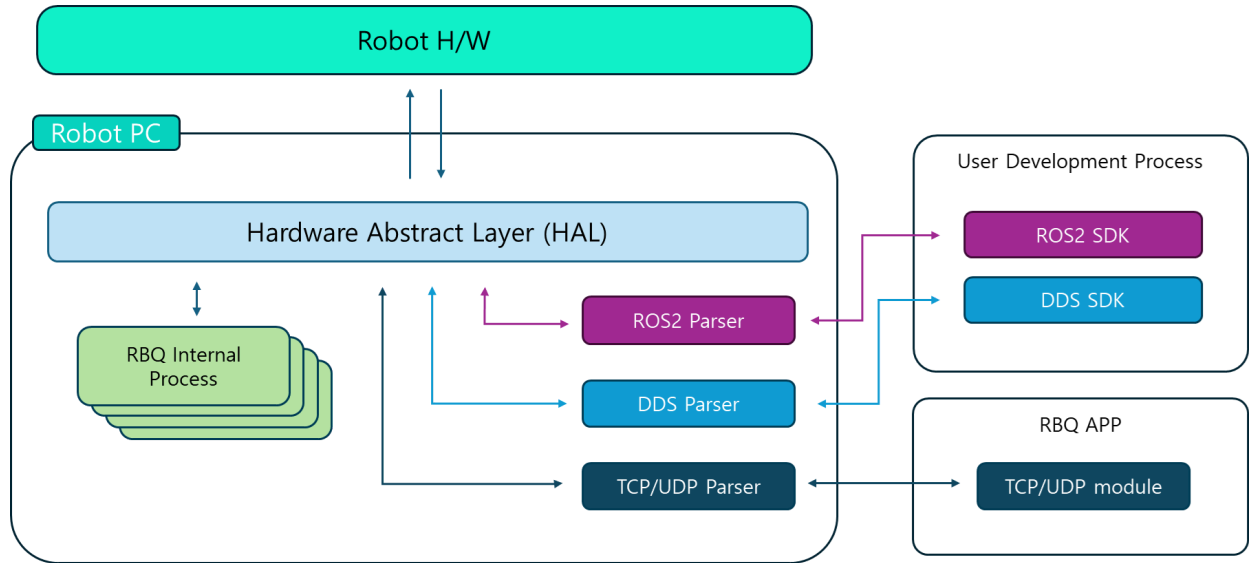 Robot H/W
Robot PC
Hardware Abstract Layer (HAL)
RBQ Internal
Process
ROS2 Parser
DDS Parser
TCP/UDP Parser
User Development Process
ROS2 SDK
DDS SDK
RBQ APP
TCP/UDP module